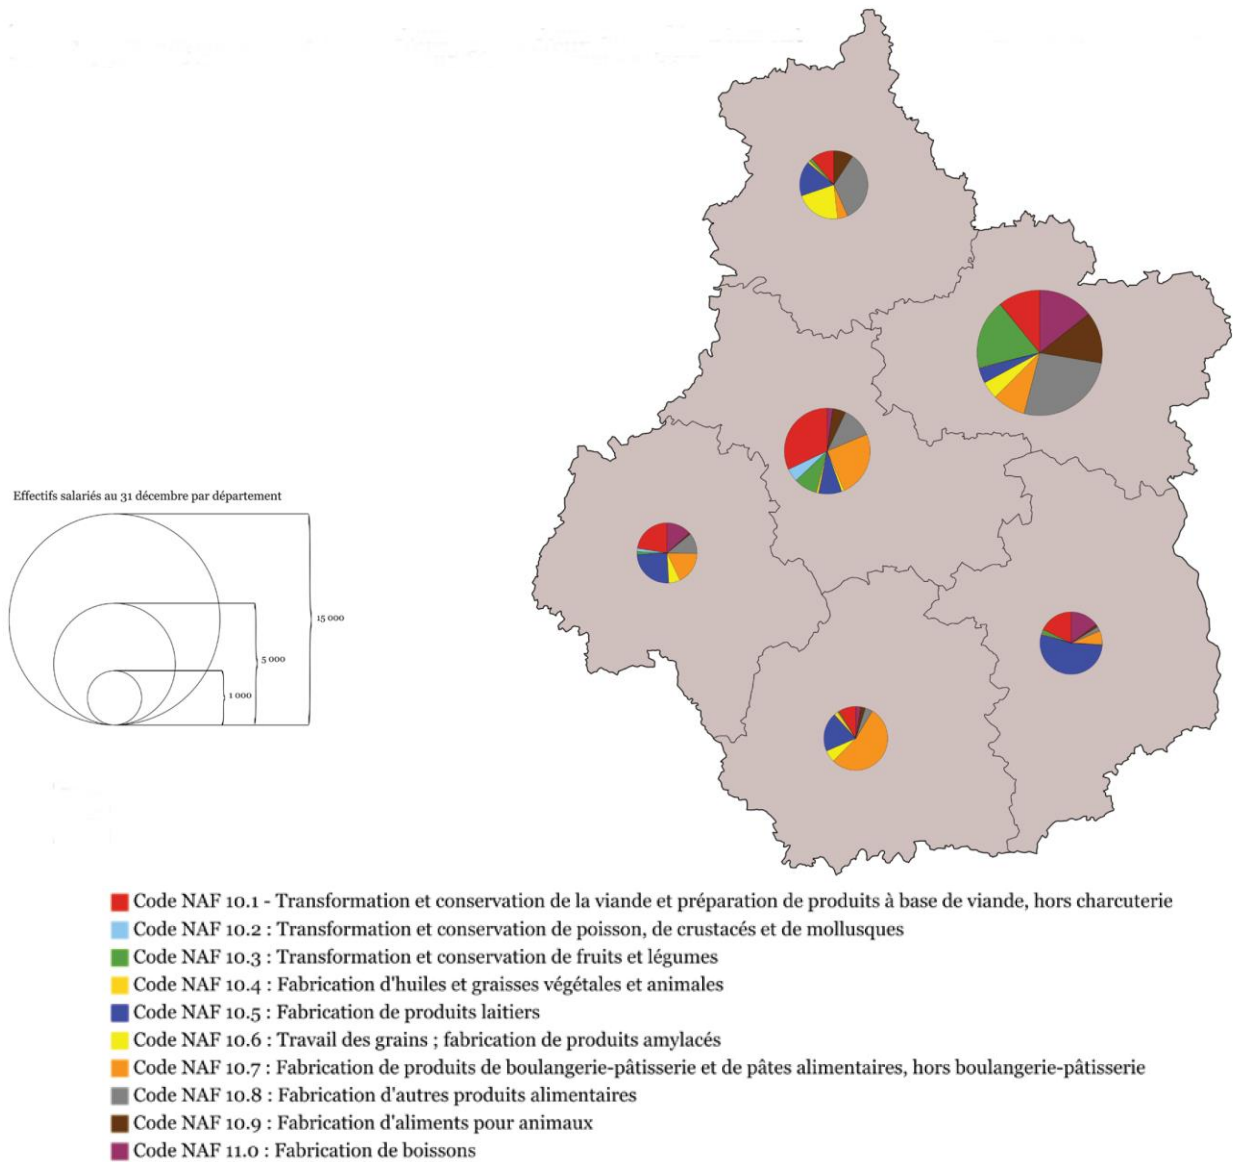 Effectifs salariés au 31 décembre par département
15 000
5 000
1 000
Code NAF 10.1 - Transformation et conservation de la viande et préparation de produits à base de viande, hors charcuterie
Code NAF 10.2 : Transformation et conservation de poisson, de crustacés et de mollusques
Code NAF 10.3 : Transformation et conservation de fruits et légumes
Code NAF 10.4 : Fabrication d'huiles et graisses végétales et animales
Code NAF 10.5 : Fabrication de produits laitiers
Code NAF 10.6 : Travail des grains ; fabrication de produits amylacés
Code NAF 10.7 : Fabrication de produits de boulangerie-pâtisserie et de pâtes alimentaires, hors boulangerie-pâtisserie
Code NAF 10.8 : Fabrication d'autres produits alimentaires
Code NAF 10.9 : Fabrication d'aliments pour animaux
Code NAF 11.0 : Fabrication de boissons